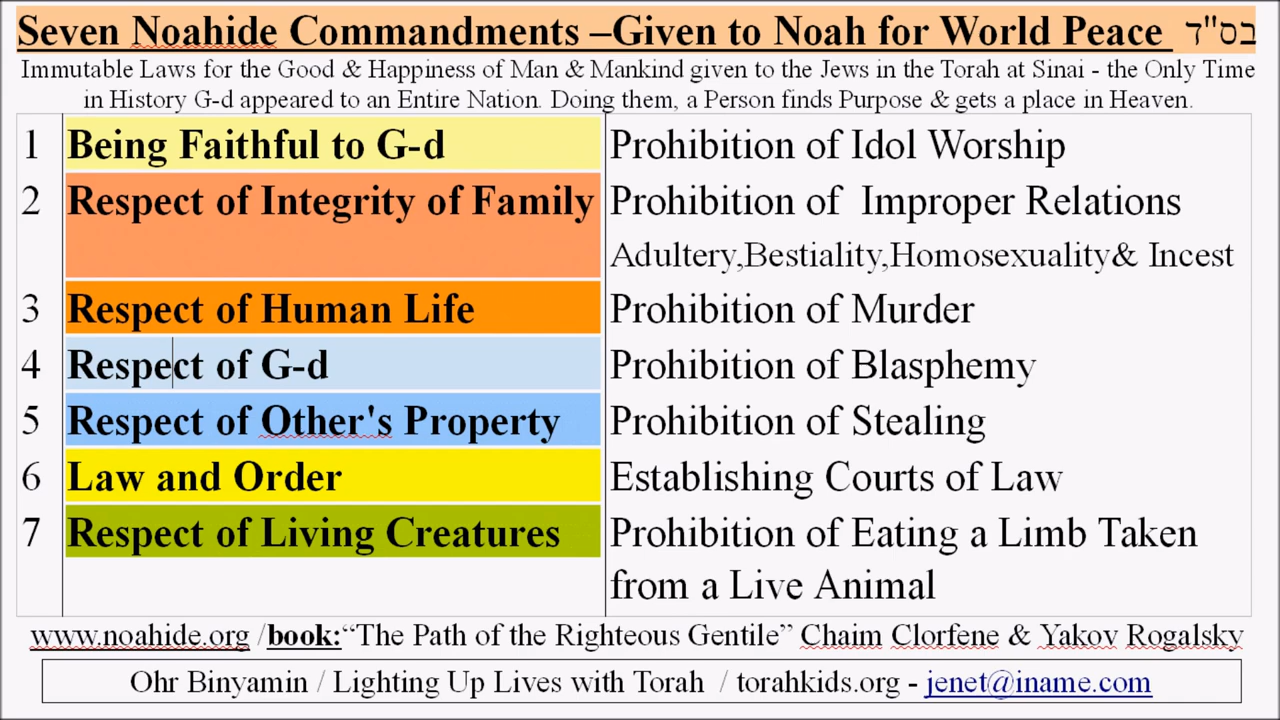 Seven Noahide Commandments –Given to Noah for World Peace בס"ד
Immutable Laws for the Good & Happiness of Man & Mankind given to the Jews in the Torah at Sinai - the Only Time
in History G-d appeared to an Entire Nation. Doing them, a Person finds Purpose & gets a place in Heaven.
1 Being Faithful to G-d Prohibition of Idol Worship
2 Respect of Integrity of Family Prohibition of Improper Relations
Adultery,Bestiality,Homosexuality& Incest
3 Respect of Human Life Prohibition of Murder
4 Respect of G-d Prohibition of Blasphemy
5 Respect of Other's Property Prohibition of Stealing
6 Law and Order Establishing Courts of Law
7 Respect of Living Creatures Prohibition of Eating a Limb Taken
from a Live Animal
www.noahide.org /book:“The Path of the Righteous Gentile” Chaim Clorfene & Yakov Rogalsky
Ohr Binyamin / Lighting Up Lives with Torah / torahkids.org - jenet@iname.com